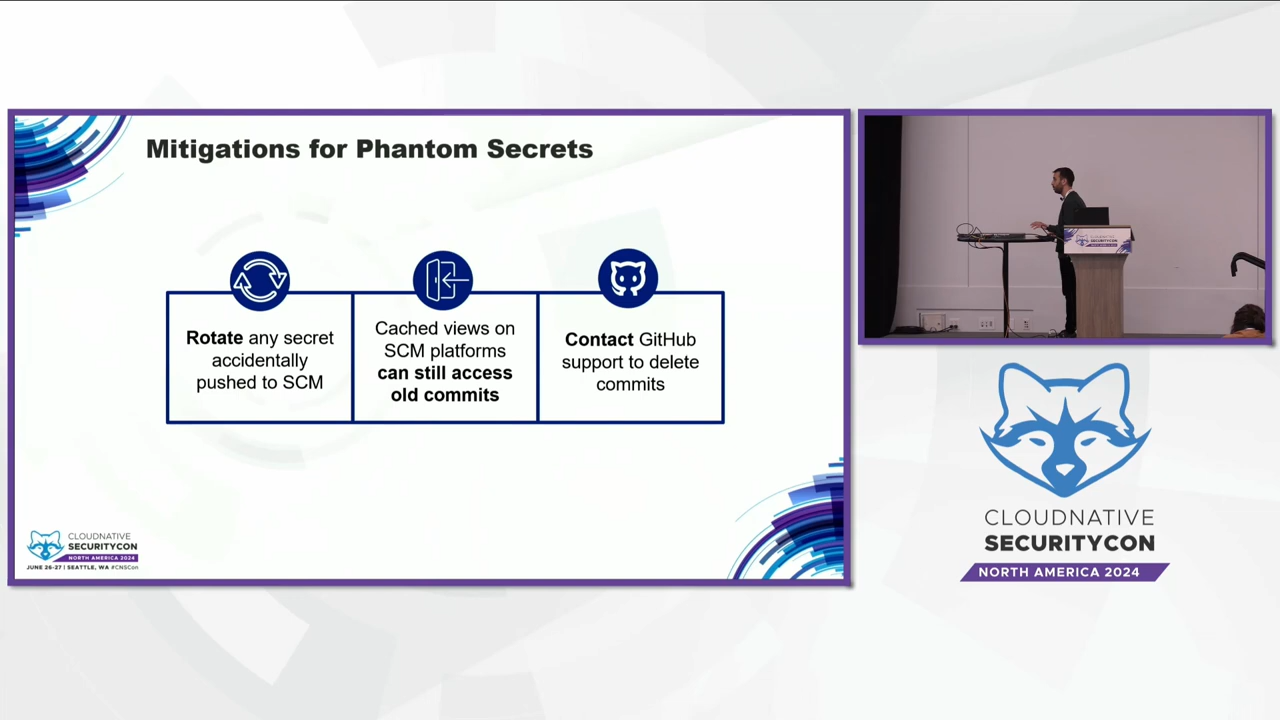 Mitigations for Phantom Secrets
Rotate any secret
accidentally
pushed to SCM
Cached views on
SCM platforms
can still access
old commits
Contact GitHub
support to delete
commits
CLOUDNATIVE
SECURITYCON
NORTH AMERICA 2024
JUNE 26-27 | SEATTLE, WA #CNSCon
CLOUDNATIVE
SECURITYCON
CLOUDNATIVE
SECURITYCON
NORTH AMERICA 2024